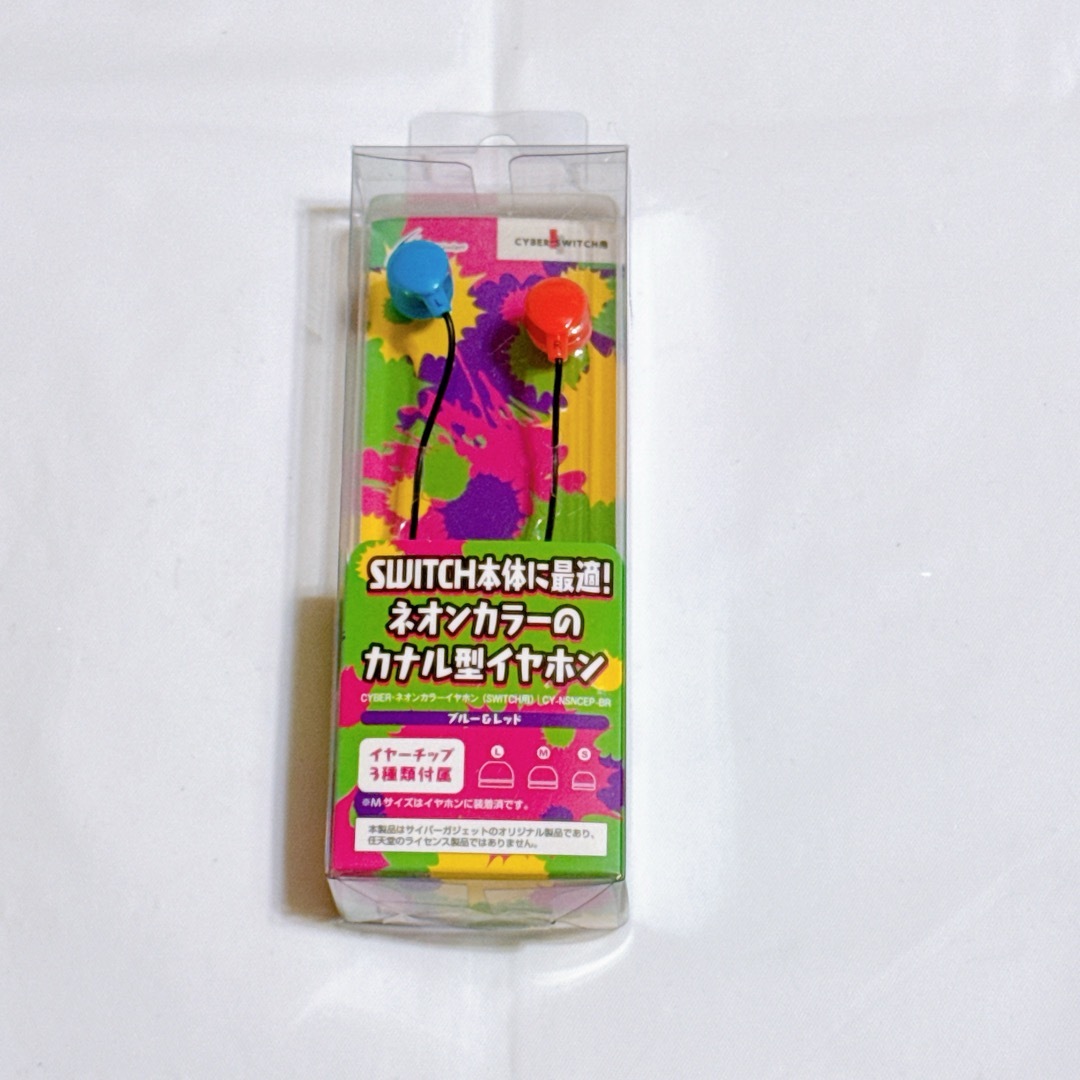 CYBER SWITCH用
L
SWITCH本体に最適!
ネオンカラーの
カナル型イヤホン
CYBER・ネオンカラーイヤホン(SWITCH用)|CY-NSNCEP-BR
ブルー&レッド
イヤーチップ
3種類付属
L M S
※Mサイズはイヤホンに装着済です。
本製品はサイバーガジェットのオリジナル製品であり、
任天堂のライセンス製品ではありません。